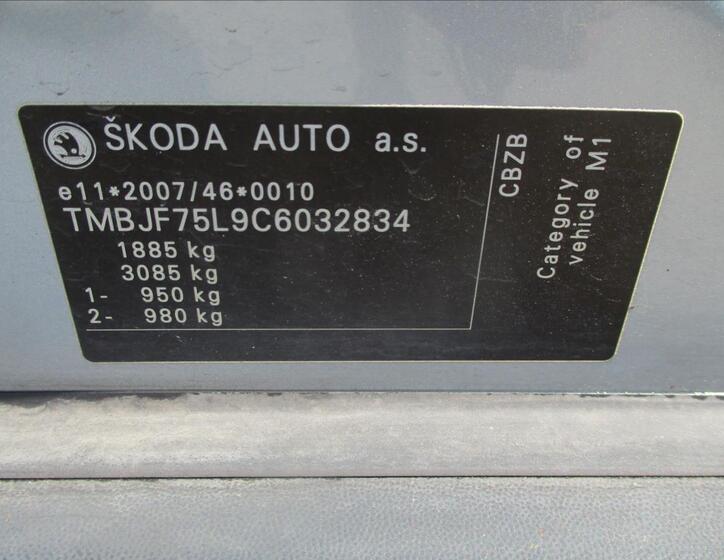 ŠKODA AUTO a.s.
e11*2007/46*0010
TMBJF75L9C6032834
1885 kg
3085 kg
1- 950 kg
2- 980 kg
CBZB
Category of
vehicle M1